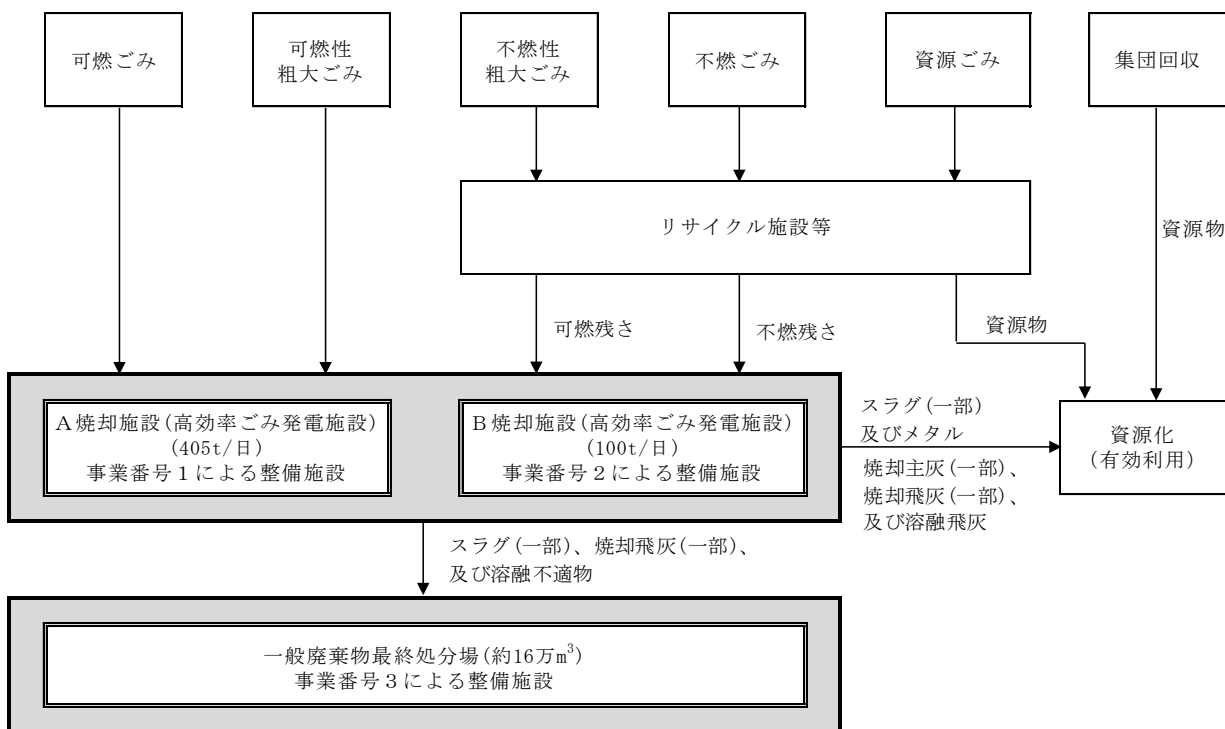 可燃ごみ
可燃性
粗大ごみ
不燃性
粗大ごみ
不燃ごみ
資源ごみ
集団回収
リサイクル施設等
資源物
可燃残さ
不燃残さ
資源物
A焼却施設(高効率ごみ発電施設)
(405t/日)
事業番号1による整備施設
B焼却施設(高効率ごみ発電施設)
(100t/日)
事業番号2による整備施設
スラグ(一部)
及びメタル
焼却主灰(一部)、
焼却飛灰(一部)、
及び溶融飛灰
資源化
(有効利用)
スラグ(一部)、焼却飛灰(一部)、
及び溶融不適物
一般廃棄物最終処分場(約16万m³)
事業番号3による整備施設